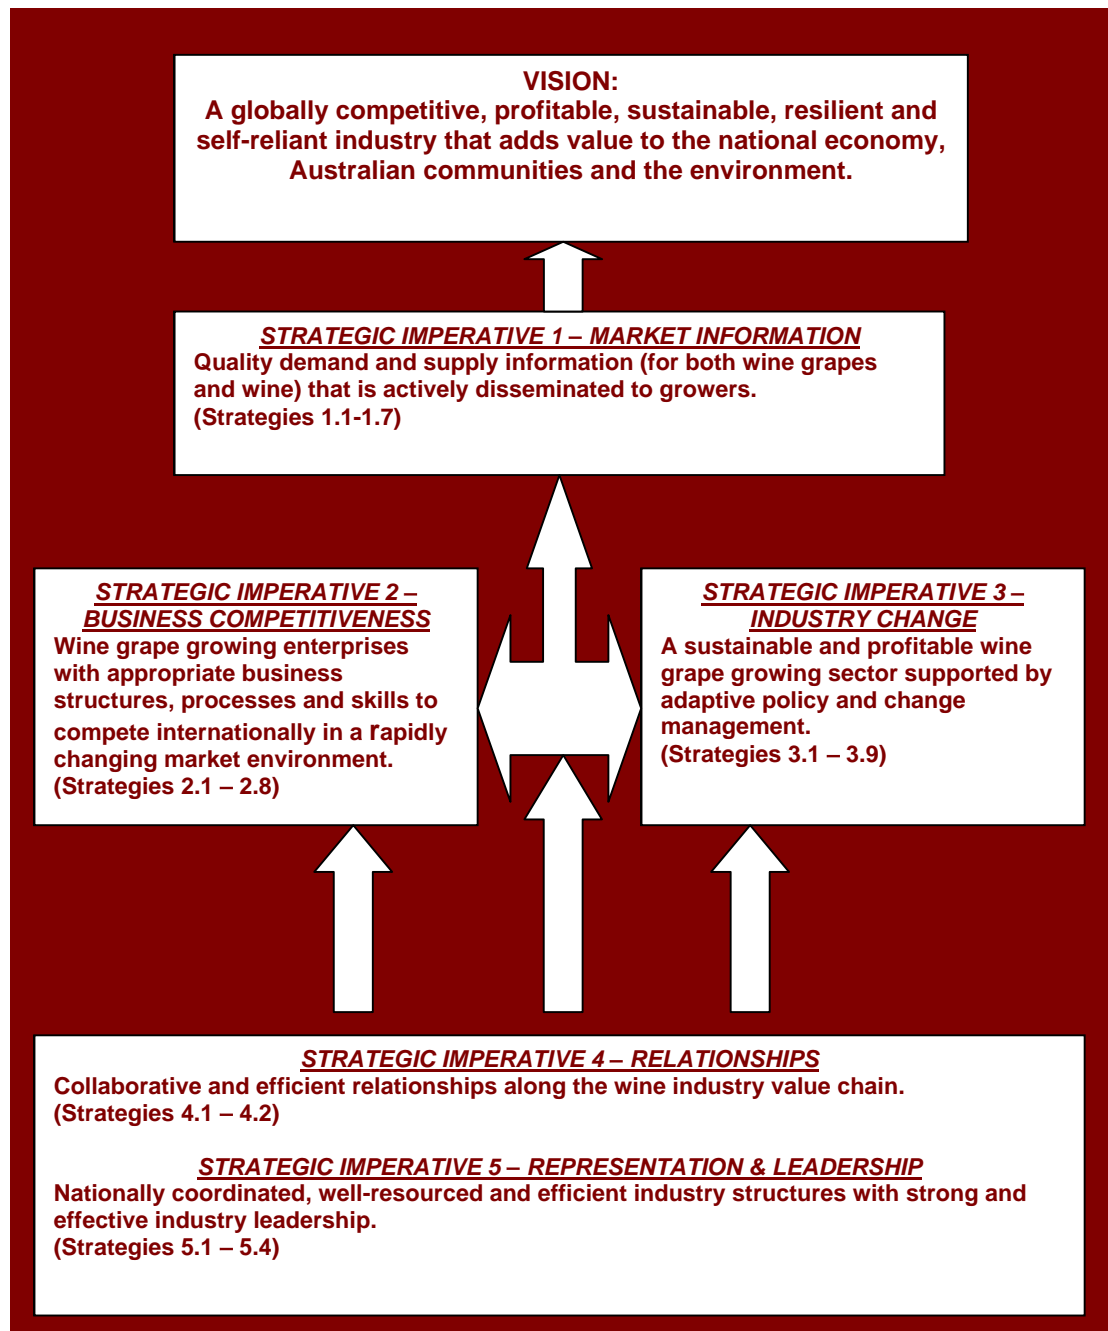 VISION:
A globally competitive, profitable, sustainable, resilient and
self-reliant industry that adds value to the national economy,
Australian communities and the environment.
STRATEGIC IMPERATIVE 1 – MARKET INFORMATION
Quality demand and supply information (for both wine grapes
and wine) that is actively disseminated to growers.
(Strategies 1.1-1.7)
STRATEGIC IMPERATIVE 2 –
BUSINESS COMPETITIVENESS
Wine grape growing enterprises
with appropriate business
structures, processes and skills to
compete internationally in a rapidly
changing market environment.
(Strategies 2.1 – 2.8)
STRATEGIC IMPERATIVE 3 –
INDUSTRY CHANGE
A sustainable and profitable wine
grape growing sector supported by
adaptive policy and change
management.
(Strategies 3.1 – 3.9)
STRATEGIC IMPERATIVE 4 – RELATIONSHIPS
Collaborative and efficient relationships along the wine industry value chain.
(Strategies 4.1 – 4.2)
STRATEGIC IMPERATIVE 5 – REPRESENTATION & LEADERSHIP
Nationally coordinated, well-resourced and efficient industry structures with strong and
effective industry leadership.
(Strategies 5.1 – 5.4)